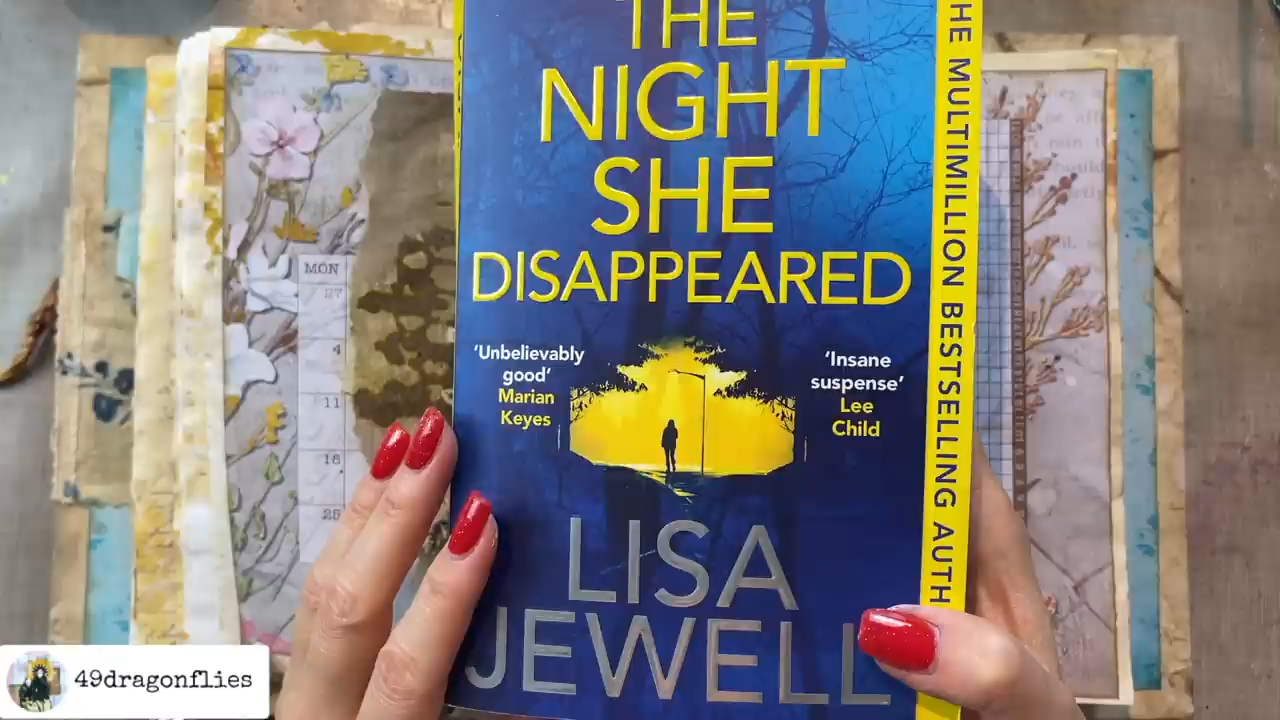 THE
NIGHT
SHE
DISAPPEARED
'Unbelievably
good'
Marian
Keyes
'Insane
suspense'
Lee
Child
LISA
JEWELL
HE MULTIMILLION BESTSELLING AUTH
MON
27
4
11
18
25
49dragonflies